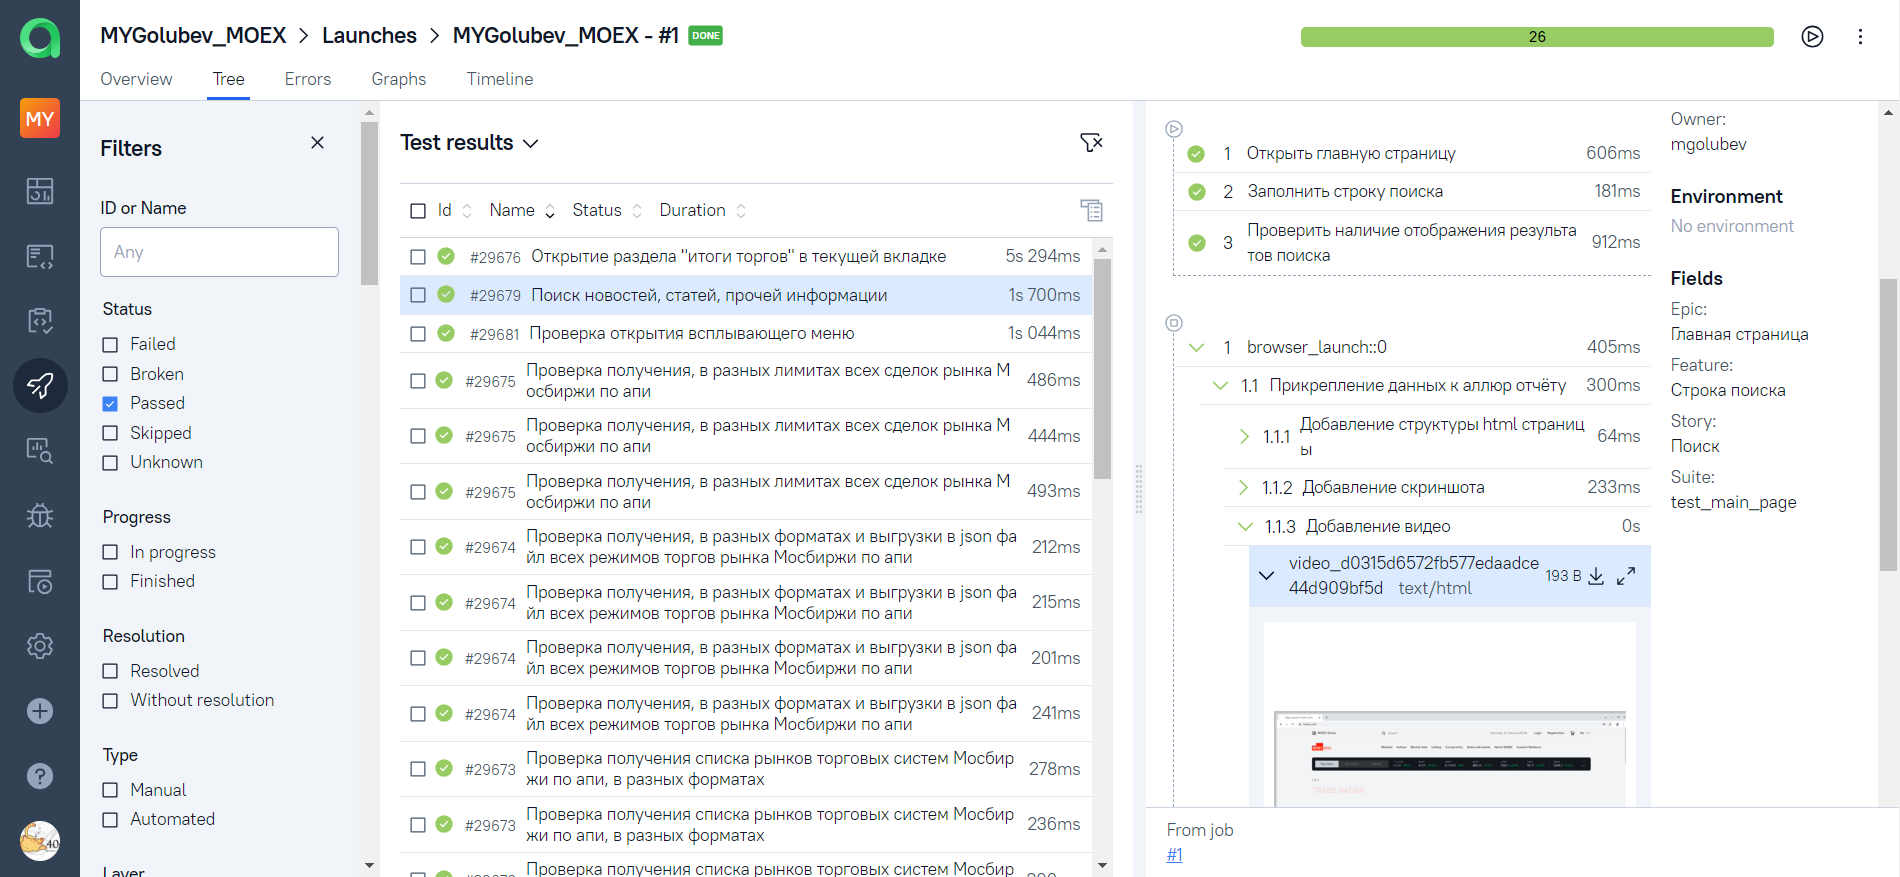 MYGolubev_MOEX > Launches > MYGolubev_MOEX - #1 DONE
26
Overview Tree Errors Graphs Timeline
MY
Filters
ID or Name
Any
Status
Failed
Broken
Passed
Skipped
Unknown
Progress
In progress
Finished
Resolution
Resolved
Without resolution
Type
Manual
Automated
Layer
Test results
Id Name Status Duration
#29676 Открытие раздела "итоги торгов" в текущей вкладке 5s 294ms
#29679 Поиск новостей, статей, прочей информации 1s 700ms
#29681 Проверка открытия всплывающего меню 1s 044ms
#29675 Проверка получения, в разных лимитах всех сделок рынка М
осбиржи по апи 486ms
#29675 Проверка получения, в разных лимитах всех сделок рынка М
осбиржи по апи 444ms
#29675 Проверка получения, в разных лимитах всех сделок рынка М
осбиржи по апи 493ms
#29674 Проверка получения, в разных форматах и выгрузки в json фа
йл всех режимов торгов рынка Мосбиржи по апи 212ms
#29674 Проверка получения, в разных форматах и выгрузки в json фа
йл всех режимов торгов рынка Мосбиржи по апи 215ms
#29674 Проверка получения, в разных форматах и выгрузки в json фа
йл всех режимов торгов рынка Мосбиржи по апи 201ms
#29674 Проверка получения, в разных форматах и выгрузки в json фа
йл всех режимов торгов рынка Мосбиржи по апи 241ms
#29673 Проверка получения списка рынков торговых систем Мосбир
жи по апи, в разных форматах 278ms
#29673 Проверка получения списка рынков торговых систем Мосбир
жи по апи, в разных форматах 236ms
Проверка получения списка рынков торговых систем Мосбир
1 Открыть главную страницу 606ms
2 Заполнить строку поиска 181ms
3 Проверить наличие отображения результа
тов поиска 912ms
1 browser_launch::0 405ms
1.1 Прикрепление данных к аллюр отчёту 300ms
1.1.1 Добавление структуры html страниц
ы 64ms
1.1.2 Добавление скриншота 233ms
1.1.3 Добавление видео 0s
video_d0315d6572fb577edaadce
44d909bf5d text/html 193 B
TRADE RADAR
From job
#1
Owner:
mgolubev
Environment
No environment
Fields
Epic:
Главная страница
Feature:
Строка поиска
Story:
Поиск
Suite:
test_main_page